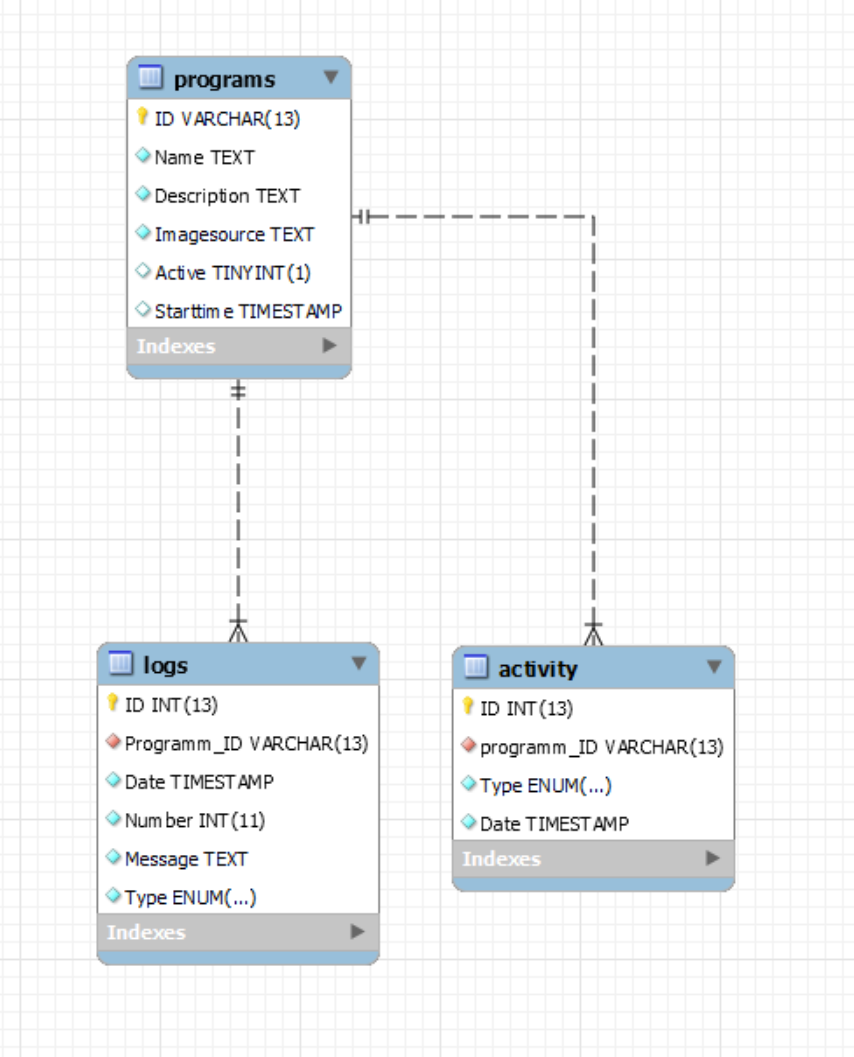 programs
ID VARCHAR(13)
Name TEXT
Description TEXT
Imagesource TEXT
Active TINYINT(1)
Starttime TIMESTAMP
Indexes
logs
ID INT(13)
Programm_ID VARCHAR(13)
Date TIMESTAMP
Number INT(11)
Message TEXT
Type ENUM(...)
Indexes
activity
ID INT(13)
programm_ID VARCHAR(13)
Type ENUM(...)
Date TIMESTAMP
Indexes